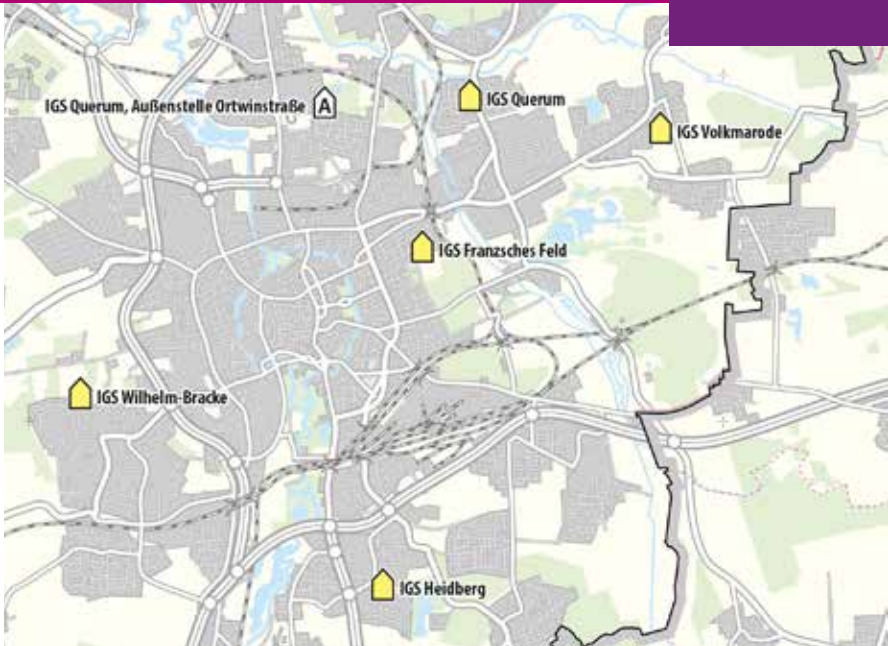 IGS Querum, Außenstelle Ortwinstraße
A
IGS Querum
IGS Volkmarode
IGS Franzsches Feld
IGS Wilhelm-Bracke
IGS Heidberg